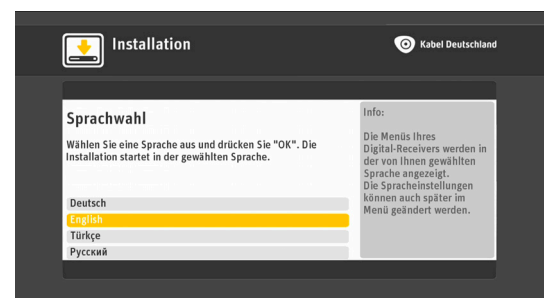 Installation
Kabel Deutschland
Sprachwahl
Wählen Sie eine Sprache aus und drücken Sie "OK". Die
Installation startet in der gewählten Sprache.
Deutsch
English
Türkçe
Русский
Info:
Die Menüs Ihres
Digital-Receivers werden in
der von Ihnen gewählten
Sprache angezeigt.
Die Spracheinstellungen
können auch später im
Menü geändert werden.